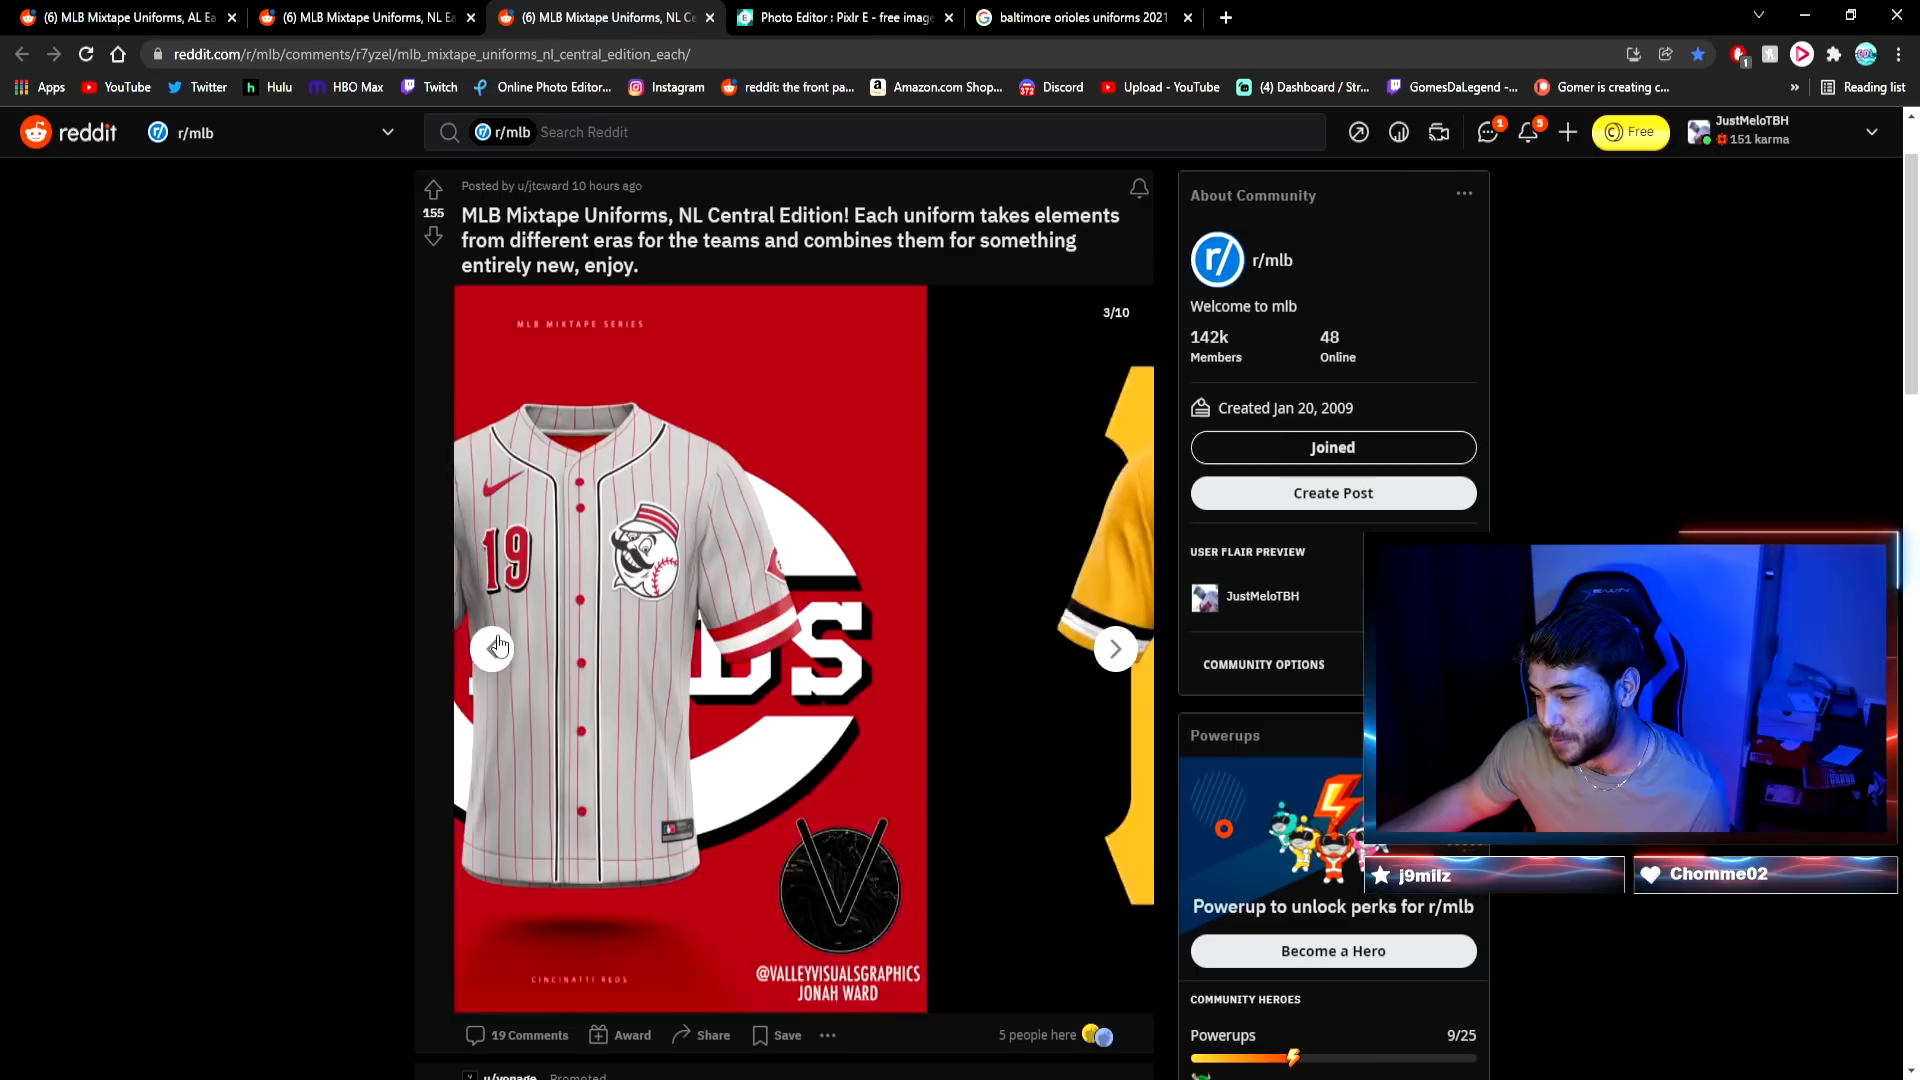 (6) MLB Mixtape Uniforms, AL Ea
(6) MLB Mixtape Uniforms, NL Ea
(6) MLB Mixtape Uniforms, NL Ce
Photo Editor : Pixlr E - free image
baltimore orioles uniforms 2021
reddit.com/r/mlb/comments/r7yzel/mlb_mixtape_uniforms_nl_central_edition_each/
1
Apps
YouTube
Twitter
Hulu
HBO Max
Twitch
Online Photo Editor...
Instagram
reddit: the front pa...
Amazon.com Shop...
372
Discord
Upload - YouTube
(4) Dashboard / Str...
GomesDaLegend -...
Gomer is creating c...
»
Reading list
reddit
r/mlb
r/mlb
Search Reddit
1
5
Free
JustMeloTBH
151 karma
Posted by u/jtcward 10 hours ago
155
MLB Mixtape Uniforms, NL Central Edition! Each uniform takes elements
from different eras for the teams and combines them for something
entirely new, enjoy.
MLB MIXTAPE SERIES
3/10
19
DS
CINCINNATI REDS
@VALLEYVISUALSGRAPHICS
JONAH WARD
19 Comments
Award
Share
Save
5 people here
u/vonage
Promoted
About Community
r/
r/mlb
Welcome to mlb
142k
48
Members
Online
Created Jan 20, 2009
Joined
Create Post
USER FLAIR PREVIEW
JustMeloTBH
COMMUNITY OPTIONS
Powerups
Powerup to unlock perks for r/mlb
Become a Hero
COMMUNITY HEROES
Powerups
9/25
j9milz
Chomme02